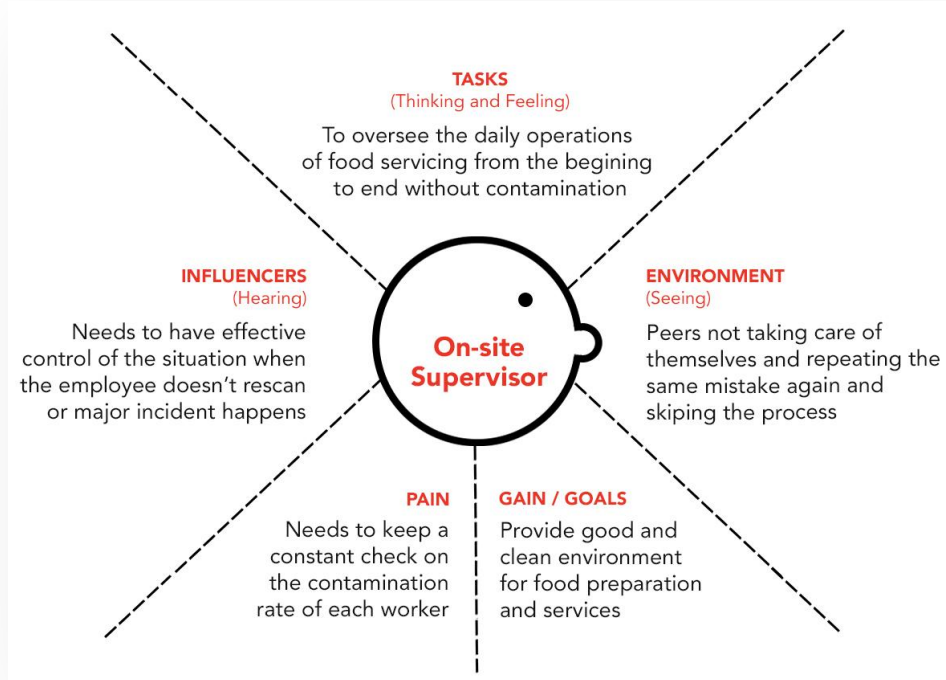 TASKS
(Thinking and Feeling)
To oversee the daily operations
of food servicing from the begining
to end without contamination
INFLUENCERS
(Hearing)
Needs to have effective
control of the situation when
the employee doesn't rescan
or major incident happens
On-site
Supervisor
ENVIRONMENT
(Seeing)
Peers not taking care of
themselves and repeating the
same mistake again and
skiping the process
PAIN
Needs to keep a
constant check on
the contamination
rate of each worker
GAIN / GOALS
Provide good and
clean environment
for food preparation
and services